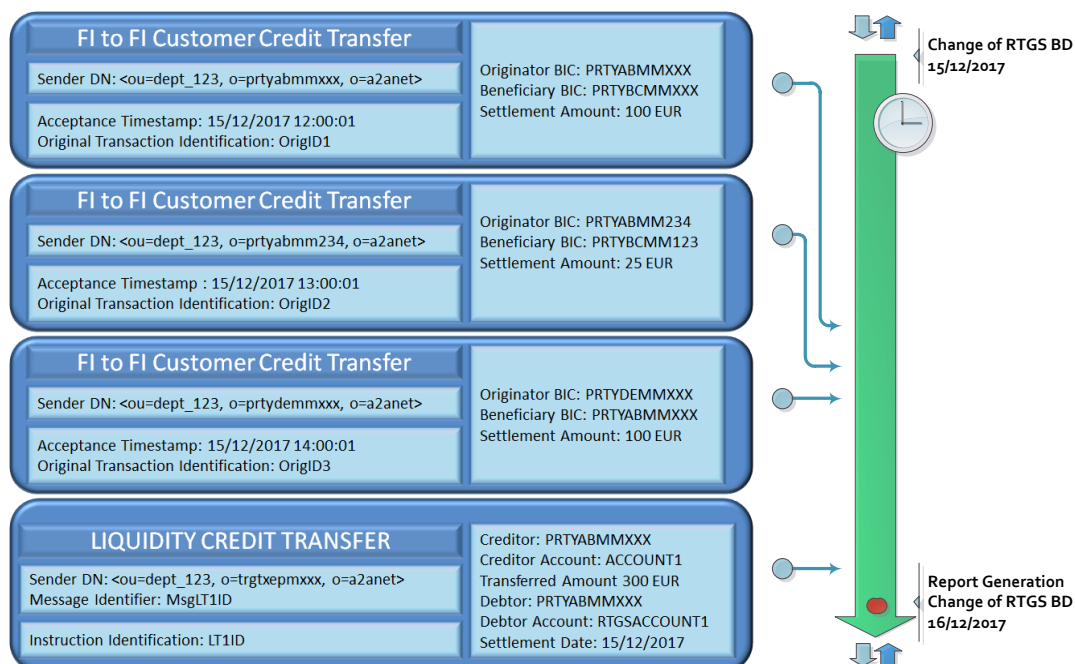 FI to FI Customer Credit Transfer
Sender DN: <ou=dept_123, o=prtyabmmxxx, o=a2anet>
Acceptance Timestamp: 15/12/2017 12:00:01
Original Transaction Identification: OrigID1
Originator BIC: PRTYABMMXXX
Beneficiary BIC: PRTYBCMMXXX
Settlement Amount: 100 EUR
FI to FI Customer Credit Transfer
Sender DN: <ou=dept_123, o=prtyabmm234, o=a2anet>
Acceptance Timestamp : 15/12/2017 13:00:01
Original Transaction Identification: OrigID2
Originator BIC: PRTYABMM234
Beneficiary BIC: PRTYBCMM123
Settlement Amount: 25 EUR
FI to FI Customer Credit Transfer
Sender DN: <ou=dept_123, o=prtydemmxxx, o=a2anet>
Acceptance Timestamp: 15/12/2017 14:00:01
Original Transaction Identification: OrigID3
Originator BIC: PRTYDEMMXXX
Beneficiary BIC: PRTYABMMXXX
Settlement Amount: 100 EUR
LIQUIDITY CREDIT TRANSFER
Sender DN: <ou=dept_123, o=trgtxepmxxx, o=a2anet>
Message Identifier: MsgLT1ID
Instruction Identification: LT1ID
Creditor: PRTYABMMXXX
Creditor Account: ACCOUNT1
Transferred Amount 300 EUR
Debtor: PRTYABMMXXX
Debtor Account: RTGSACCOUNT1
Settlement Date: 15/12/2017
Change of RTGS BD
15/12/2017
Report Generation
Change of RTGS BD
16/12/2017